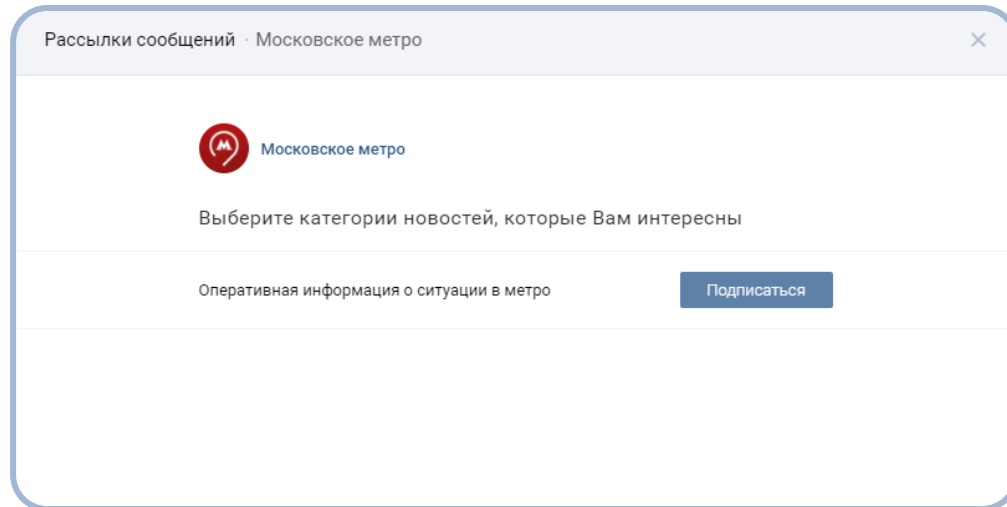 Рассылки сообщений · Московское метро
Московское метро
Выберите категории новостей, которые Вам интересны
Оперативная информация о ситуации в метро
Подписаться